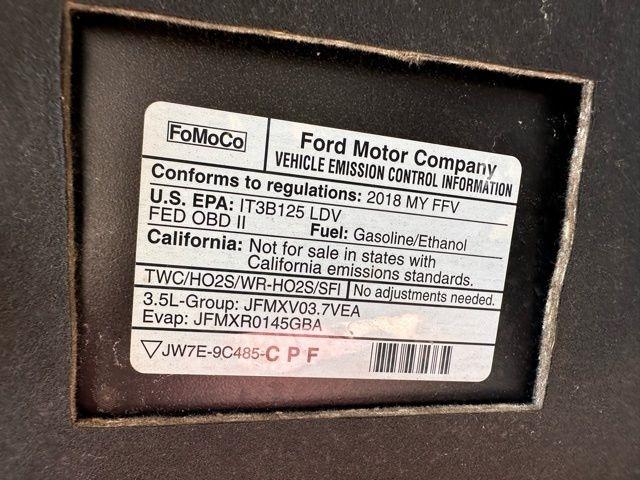 FoMoCo
Ford Motor Company
VEHICLE EMISSION CONTROL INFORMATION
Conforms to regulations: 2018 MY FFV
U.S. EPA: IT3B125 LDV
FED OBD II Fuel: Gasoline/Ethanol
California: Not for sale in states with
California emissions standards.
TWC/HO2S/WR-HO2S/SFI No adjustments needed.
3.5L-Group: JFMXV03.7VEA
Evap: JFMXR0145GBA
▽JW7E-9C485-C P F